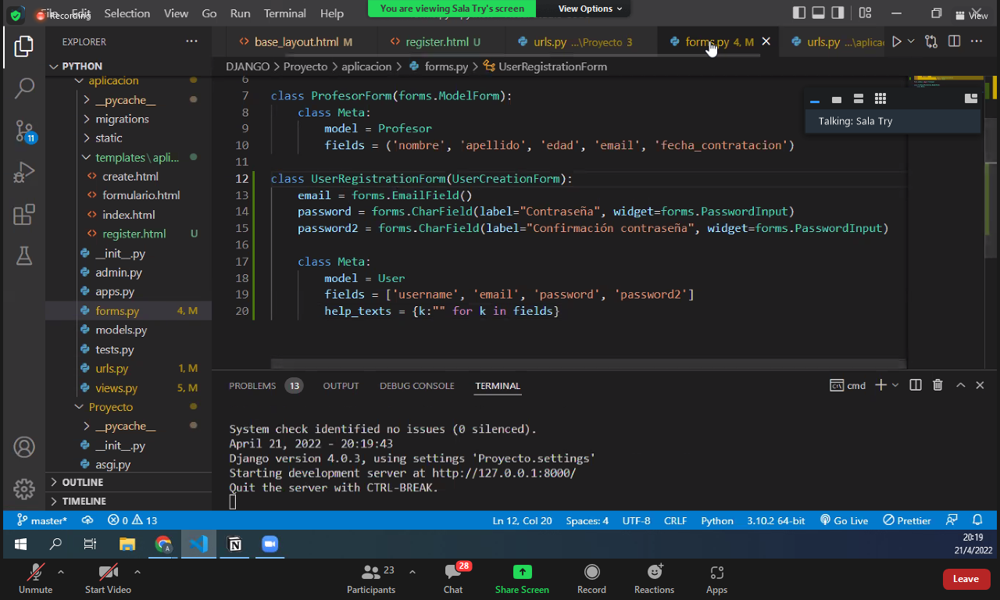 Recording
File Edit Selection View Go Run Terminal Help
You are viewing Sala Try's screen
View Options
View
EXPLORER
base_layout.html M
register.html U
urls.py ...\Proyecto 3
forms.py 4, M
urls.py ...\aplicac
PYTHON
DJANGO > Proyecto > aplicacion > forms.py > UserRegistrationForm
aplicacion
__pycache__
migrations
static
templates\apli...
create.html
formulario.html
index.html
register.html U
__init__.py
admin.py
apps.py
forms.py 4, M
models.py
tests.py
urls.py 1, M
views.py 5, M
Proyecto
__pycache__
__init__.py
asgi.py
OUTLINE
TIMELINE
11
6
7 class ProfesorForm(forms.ModelForm):
8 class Meta:
9 model = Profesor
10 fields = ('nombre', 'apellido', 'edad', 'email', 'fecha_contratacion')
11
12 class UserRegistrationForm(UserCreationForm):
13 email = forms.EmailField()
14 password = forms.CharField(label="Contraseña", widget=forms.PasswordInput)
15 password2 = forms.CharField(label="Confirmación contraseña", widget=forms.PasswordInput)
16
17 class Meta:
18 model = User
19 fields = ['username', 'email', 'password', 'password2']
20 help_texts = {k:"" for k in fields}
Talking: Sala Try
PROBLEMS 13 OUTPUT DEBUG CONSOLE TERMINAL
cmd
System check identified no issues (0 silenced).
April 21, 2022 - 20:19:43
Django version 4.0.3, using settings 'Proyecto.settings'
Starting development server at http://127.0.0.1:8000/
Quit the server with CTRL-BREAK.
master* 0 13 Ln 12, Col 20 Spaces: 4 UTF-8 CRLF Python 3.10.2 64-bit Go Live Prettier
20:19
21/4/2022
Unmute
Start Video
Participants 23
Chat 28
Share Screen
Record
Reactions
Apps
Leave